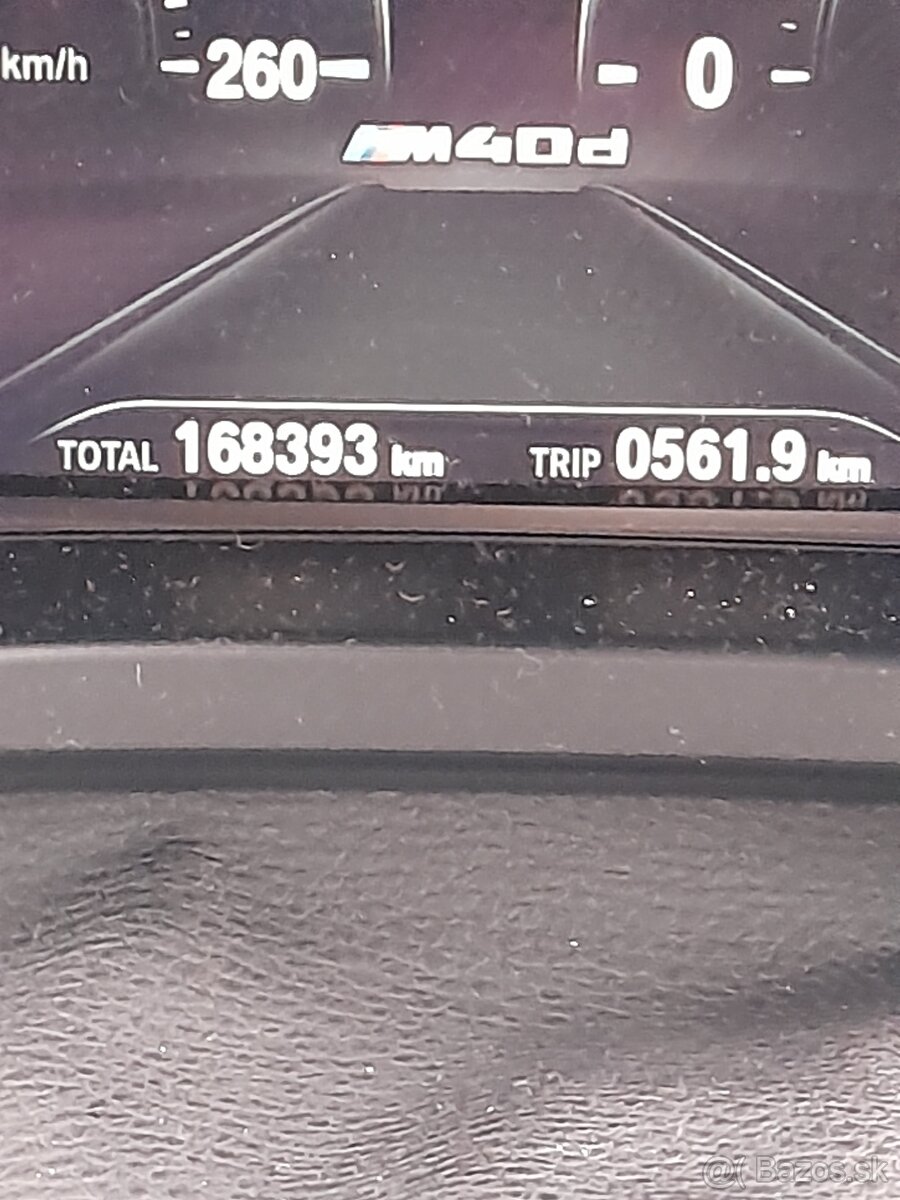 km/h 260 0
M40d
TOTAL 168393 km TRIP 0561.9 km
@( Bazos.sk